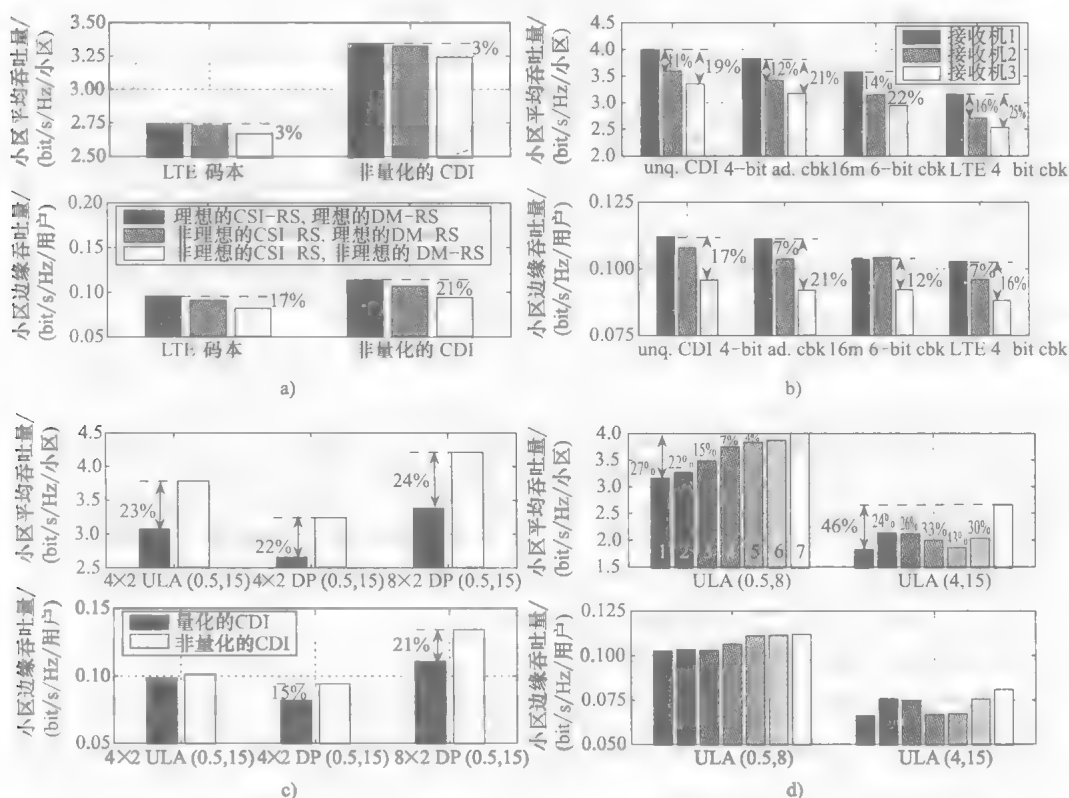 小区平均吞吐量/
(bit/s/Hz/小区)
3.50
3.25
3.00
2.75
2.50
3%
3%
LTE 码本
非量化的 CDI
小区边缘吞吐量/
(bit/s/Hz/用户)
0.20
0.15
0.10
0.05
理想的CSI-RS, 理想的DM-RS
非理想的CSI-RS, 理想的DM-RS
非理想的CSI-RS, 非理想的 DM-RS
17%
21%
LTE 码本
非量化的 CDI
a)
小区平均吞吐量/
(bit/s/Hz/小区)
4.5
4.0
3.5
3.0
2.5
2.0
接收机1
接收机2
接收机3
11%
19%
12%
21%
14%
22%
16%
25%
unq. CDI
4-bit ad. cbk
16m 6-bit cbk
LTE 4 bit cbk
小区边缘吞吐量/
(bit/s/Hz/用户)
0.125
0.100
0.075
17%
7%
21%
12%
7%
16%
unq. CDI
4-bit ad. cbk
16m 6-bit cbk
LTE 4 bit cbk
b)
小区平均吞吐量/
(bit/s/Hz/小区)
4.5
4.0
3.5
3.0
2.5
23%
22%
24%
4×2 ULA (0.5,15)
4×2 DP (0.5,15)
8×2 DP (0.5,15)
小区边缘吞吐量/
(bit/s/Hz/用户)
0.15
0.10
0.05
量化的CDI
非量化的CDI
15%
21%
4×2 ULA (0.5,15)
4×2 DP (0.5,15)
8×2 DP (0.5,15)
c)
小区平均吞吐量/
(bit/s/Hz/小区)
4.0
3.5
3.0
2.5
2.0
1.5
27%
22%
15%
7%
4%
1
2
3
4
5
6
7
46%
24%
26%
33%
43%
30%
ULA (0.5,8)
ULA (4,15)
小区边缘吞吐量/
(bit/s/Hz/用户)
0.125
0.100
0.075
0.050
ULA (0.5,8)
ULA (4,15)
d)